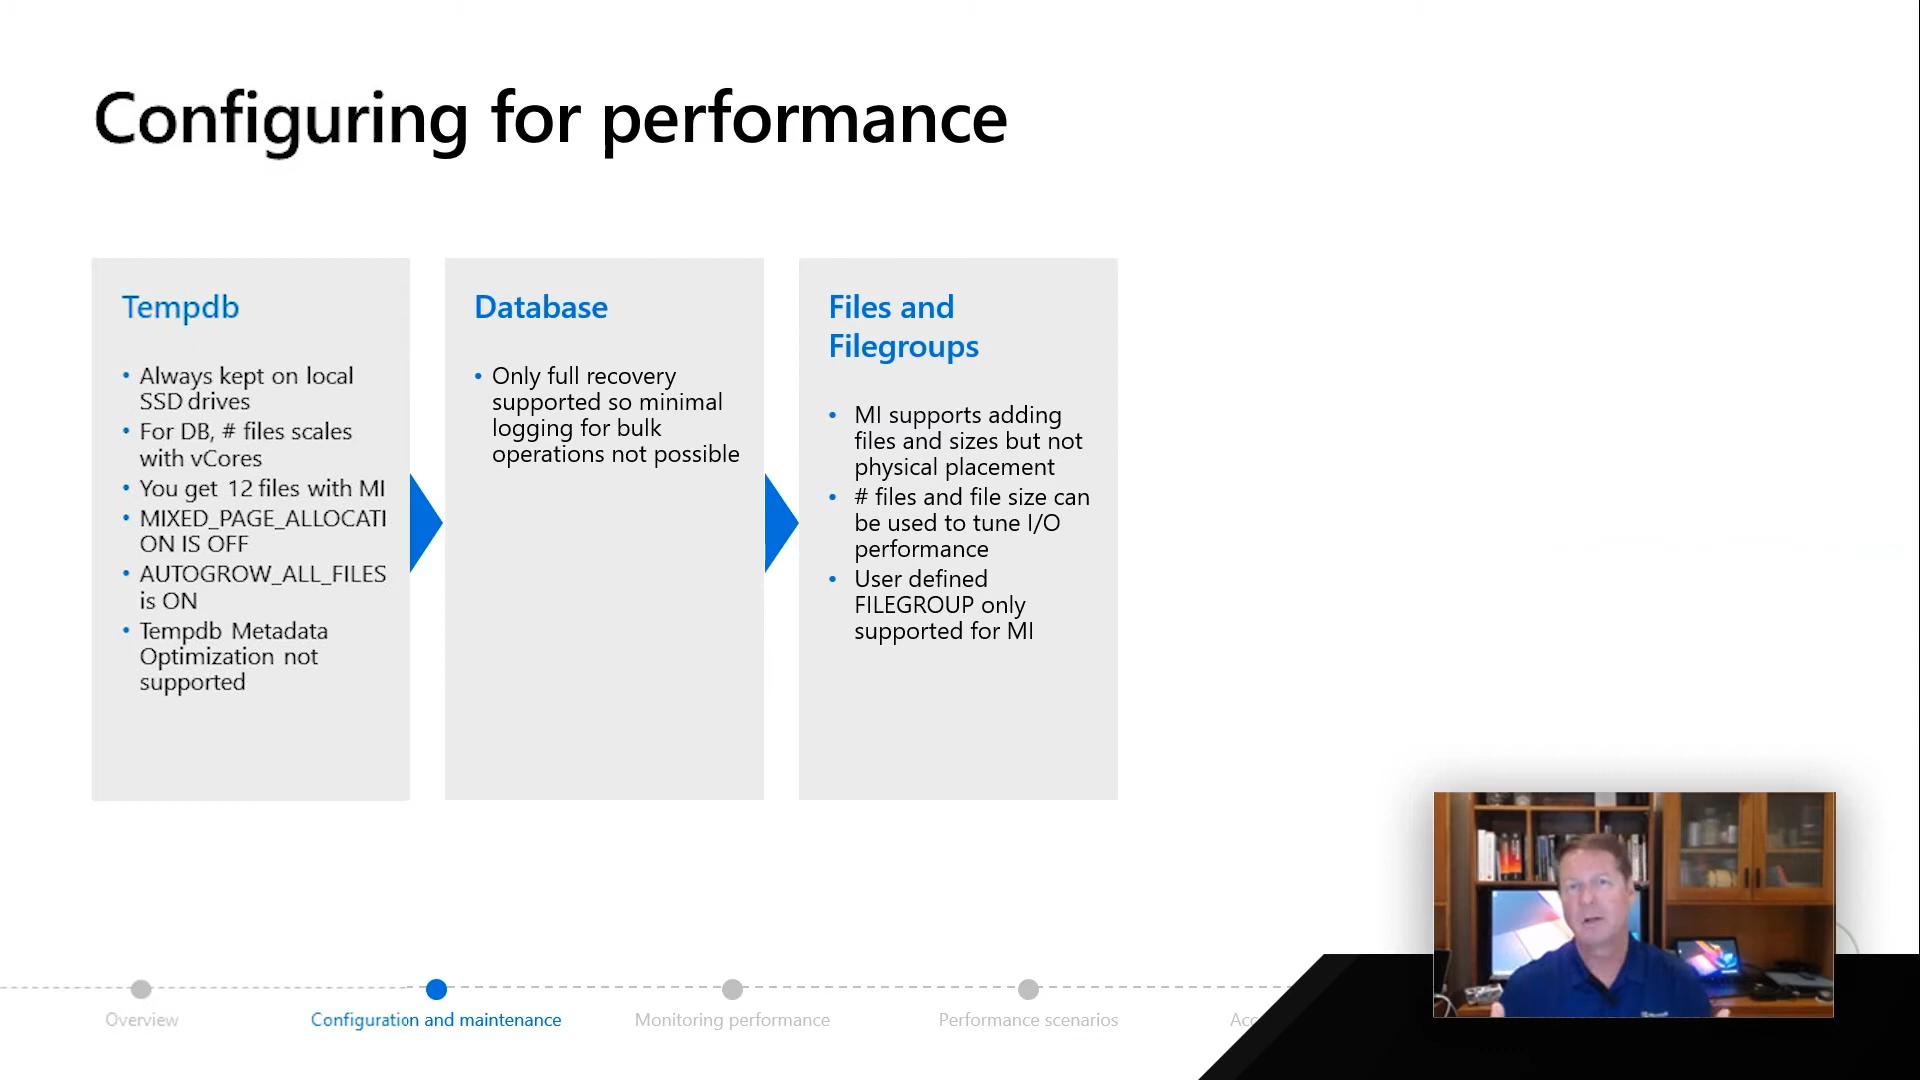 Configuring for performance
Tempdb
• Always kept on local
SSD drives
• For DB, # files scales
with vCores
• You get 12 files with MI
• MIXED_PAGE_ALLOCATI
ON IS OFF
• AUTOGROW_ALL_FILES
is ON
• Tempdb Metadata
Optimization not
supported
Database
• Only full recovery
supported so minimal
logging for bulk
operations not possible
Files and
Filegroups
• MI supports adding
files and sizes but not
physical placement
• # files and file size can
be used to tune I/O
performance
• User defined
FILEGROUP only
supported for MI
Overview
Configuration and maintenance
Monitoring performance
Performance scenarios
Acc